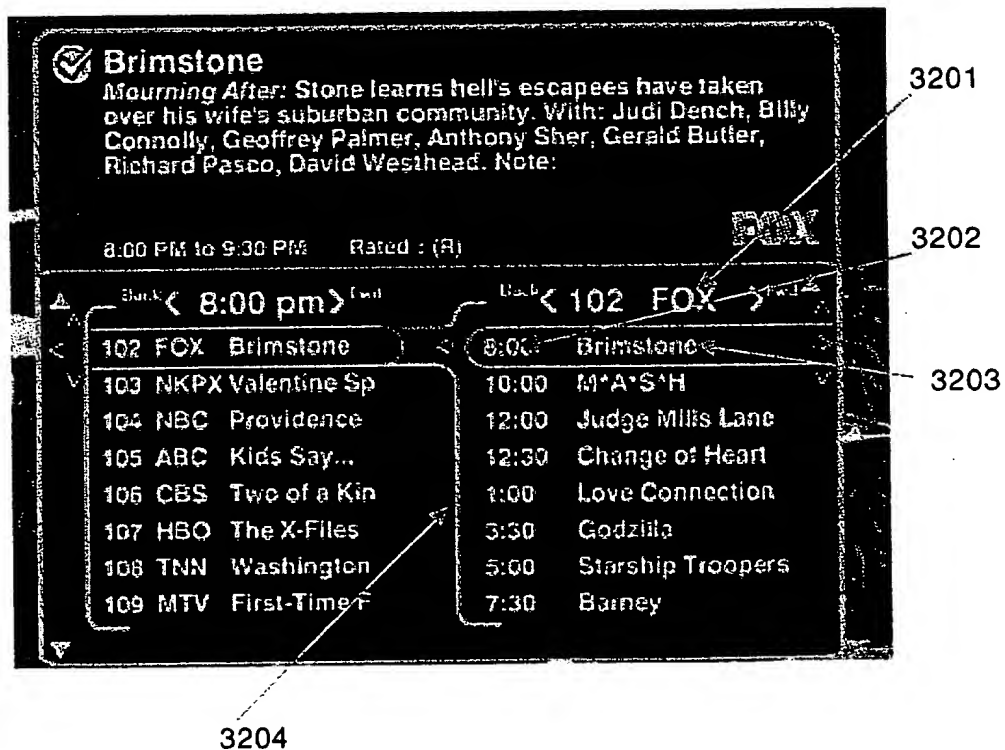 Brimstone
Mourning After: Stone learns hell's escapees have taken
over his wife's suburban community. With: Judi Dench, Billy
Connolly, Geoffrey Palmer, Anthony Sher, Gerald Butler,
Richard Pasco, David Westhead. Note:
FOX
8:00 PM to 9:30 PM Rated : (R)
Back < 8:00 pm > Fwd
Back < 102 FOX > Fwd
102 FOX Brimstone
103 NKPX Valentine Sp
104 NBC Providence
105 ABC Kids Say...
106 CBS Two of a Kin
107 HBO The X-Files
108 TNN Washington
109 MTV First-Time F
< 8:00 Brimstone
10:00 M*A*S*H
12:00 Judge Mills Lane
12:30 Change of Heart
1:00 Love Connection
3:30 Godzilla
5:00 Starship Troopers
7:30 Barney
3201
3202
3203
3204